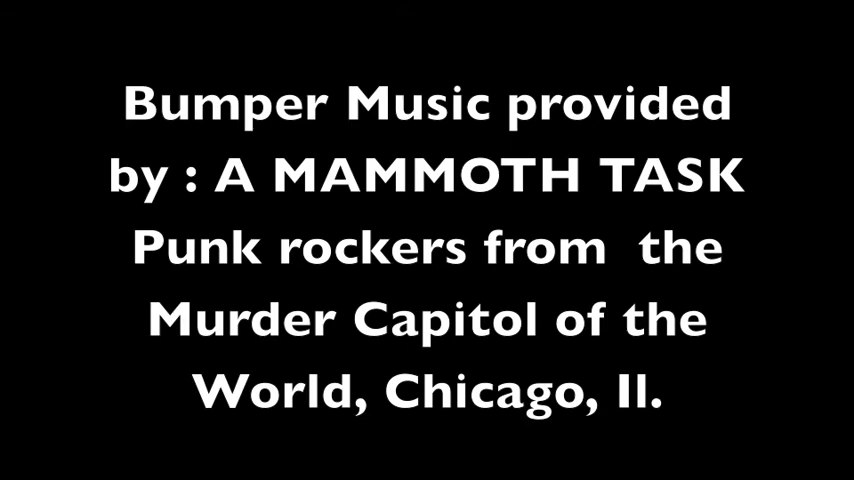 Bumper Music provided
by : A MAMMOTH TASK
Punk rockers from  the
Murder Capitol of the
World, Chicago, Il.